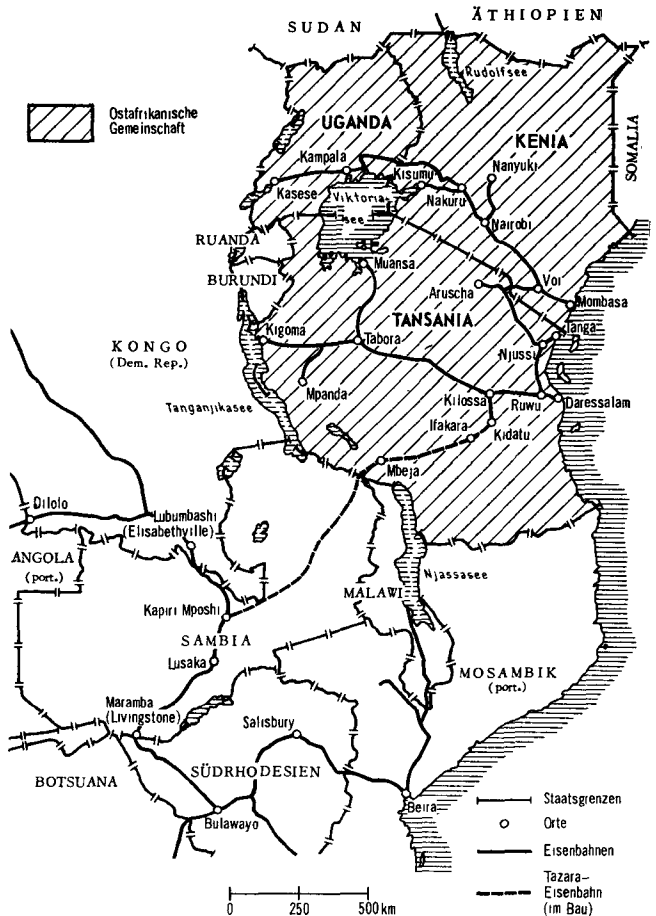 SUDAN
ÄTHIOPIEN
Rudolfsee
Ostafrikanische
Gemeinschaft
UGANDA
KENIA
SOMALIA
Kampala
Kisumu
Nanyuki
Kasese
Viktoria-
see
Nakuru
Nairobi
RUANDA
Muansa
BURUNDI
Aruscha
Voi
Mombasa
TANSANIA
Tanga
KONGO
(Dem. Rep.)
Kigoma
Tabora
Njussi
Mpanda
Kilossa
Ruwu
Daressalam
Tanganjikasee
Ifakara
Kidatu
Mbeja
Dilolo
Lubumbashi
(Elisabethville)
ANGOLA
(port.)
Njassasee
MALAWI
Kapiri Mposhi
SAMBIA
Lusaka
MOSAMBIK
(port.)
Maramba
(Livingstone)
Salisbury
BOTSUANA
SÜDRHODESIEN
Beira
Bulawayo
Staatsgrenzen
Orte
Eisenbahnen
Tazara-
Eisenbahn
(im Bau)
0 250 500 km